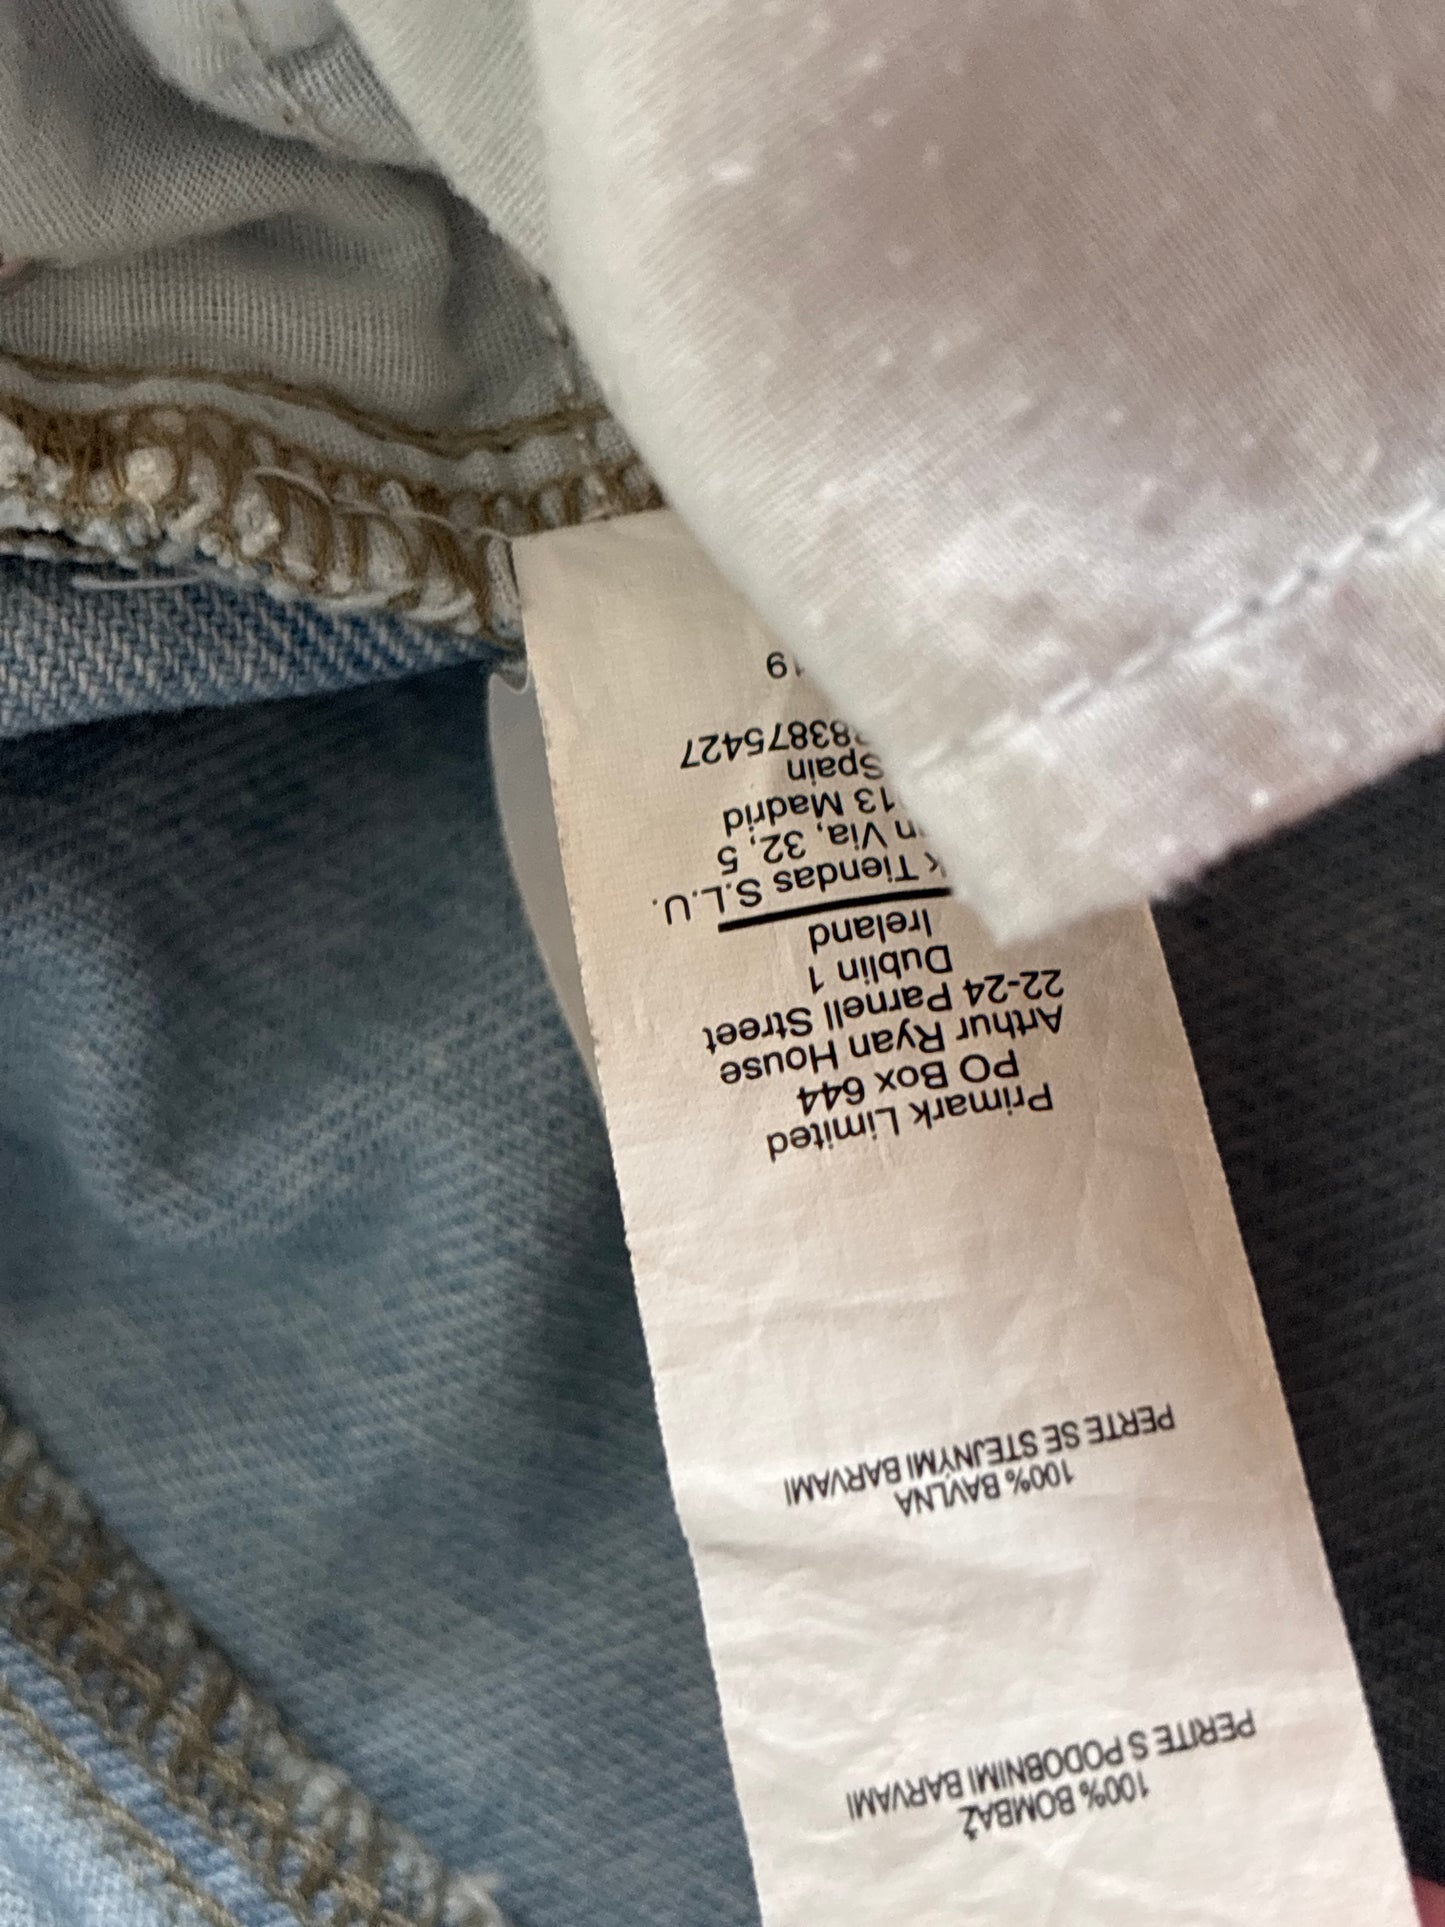 100% BOMBAŽ
PERITE S PODOBNIMI BARVAMI
100% BAVLNA
PERTE SE STEJNÝMI BARVAMI
Primark Limited
PO Box 644
Arthur Ryan House
22-24 Parnell Street
Dublin 1
Ireland
Tiendas S.L.U.
Via, 32, 5
13 Madrid
Spain
83875427
19